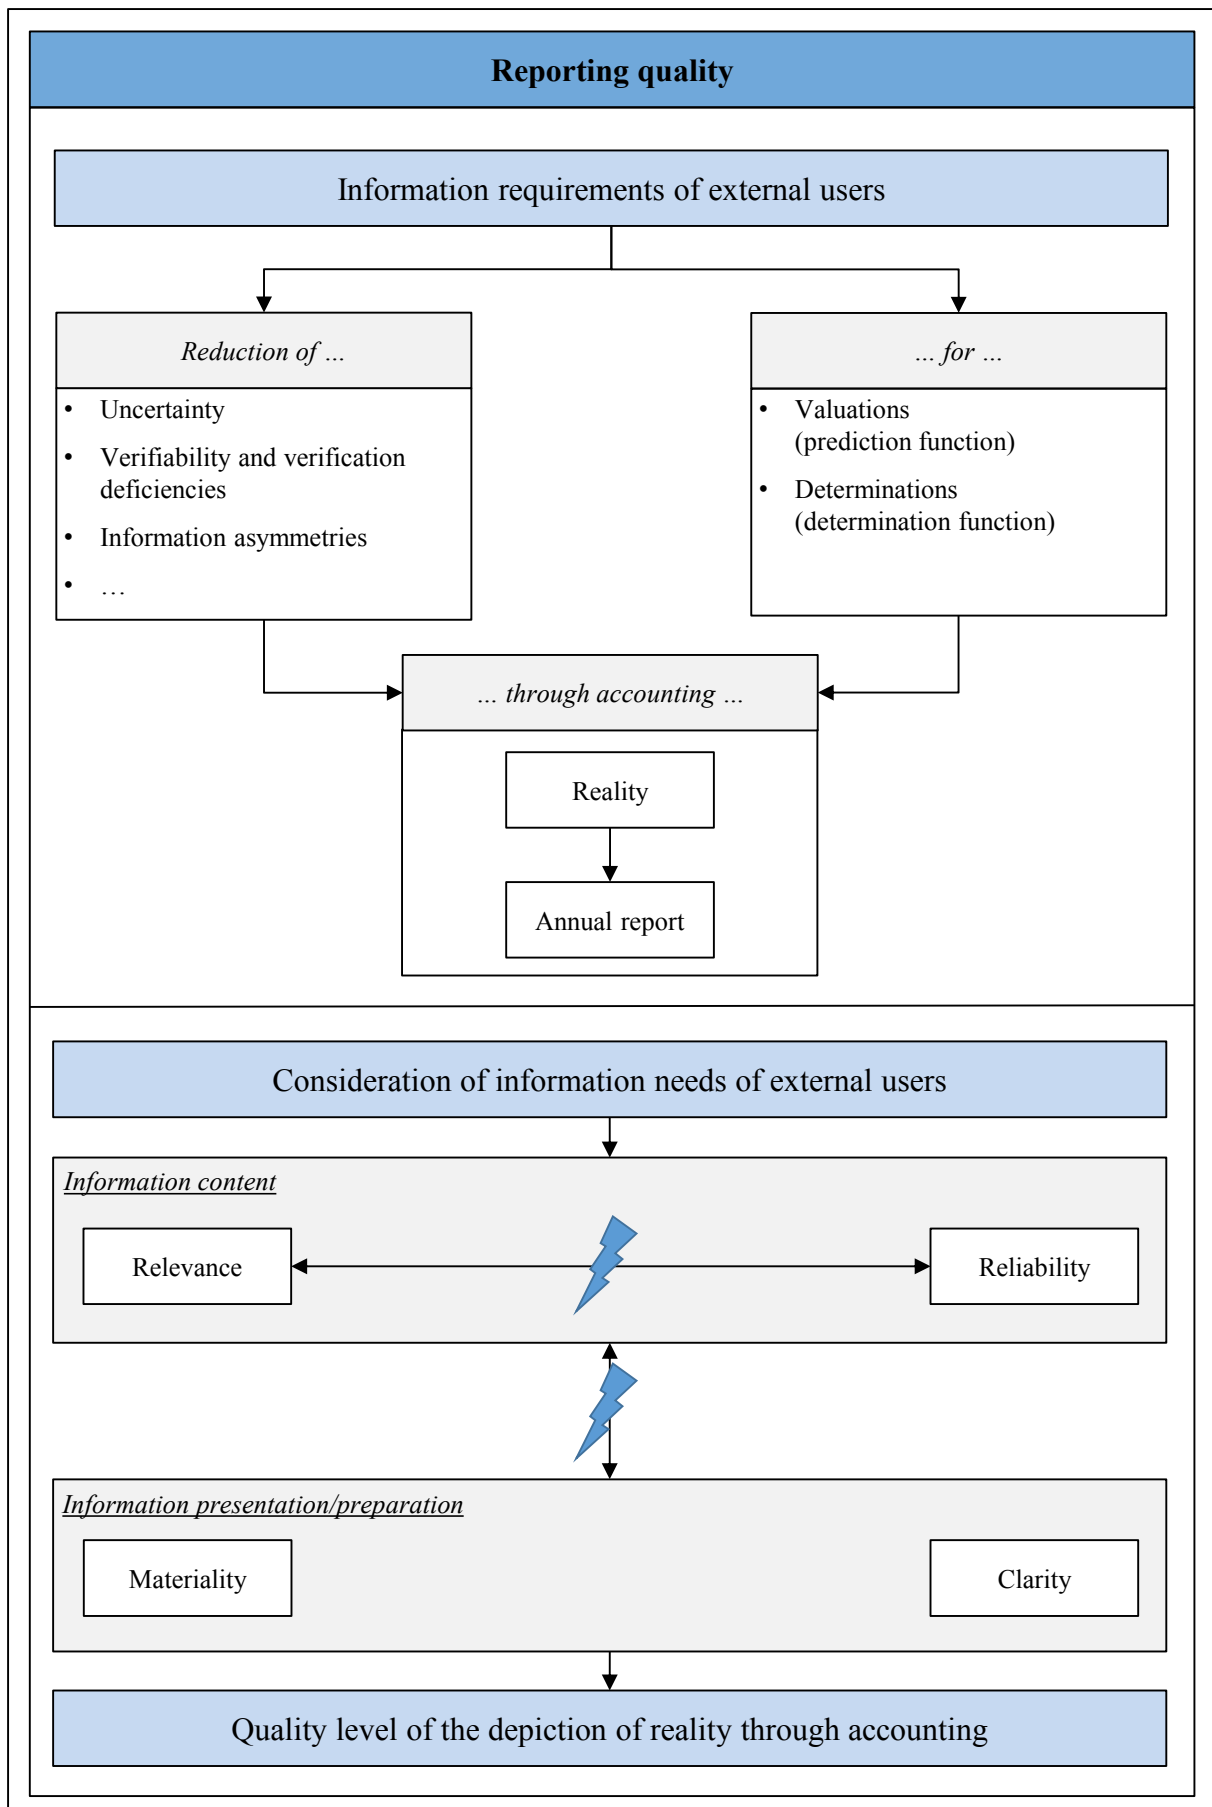 Reporting quality
Information requirements of external users
Reduction of …
• Uncertainty
• Verifiability and verification
deficiencies
• Information asymmetries
• …
… for …
• Valuations
(prediction function)
• Determinations
(determination function)
… through accounting …
Reality
Annual report
Consideration of information needs of external users
Information content
Relevance
Reliability
Information presentation/preparation
Materiality
Clarity
Quality level of the depiction of reality through accounting